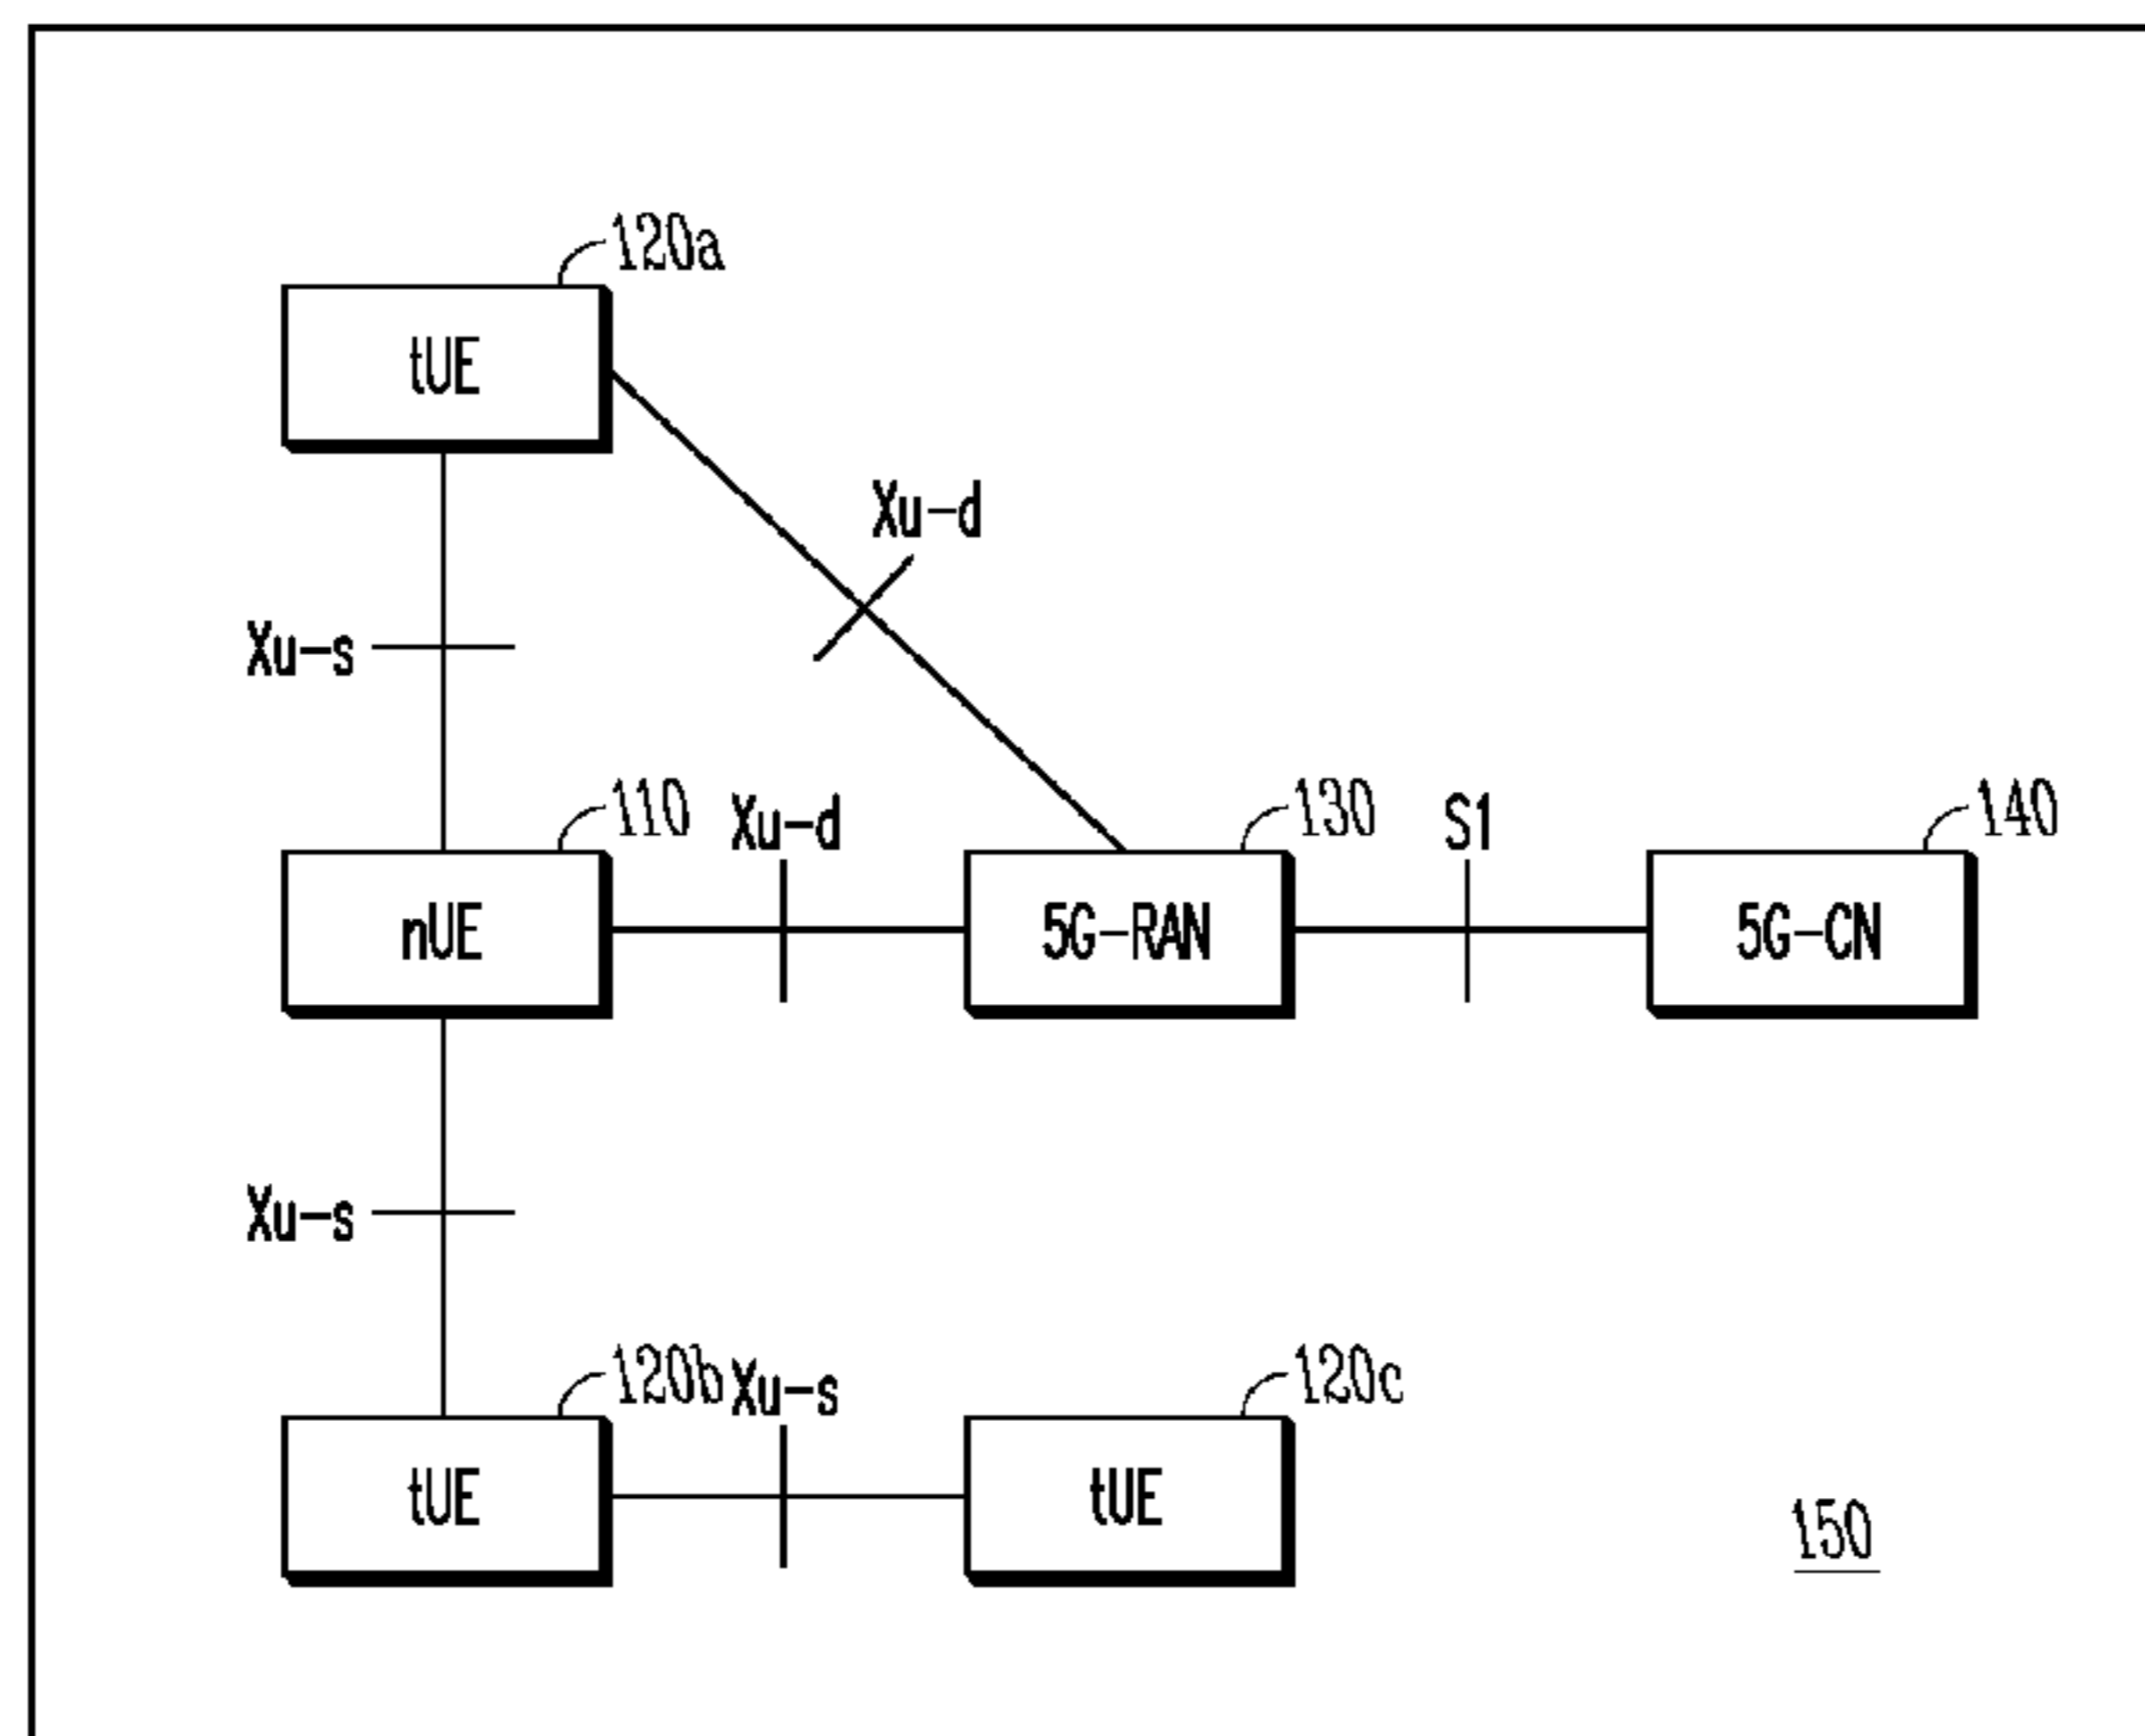 120a
tUE
Xu-d
Xu-s
110
Xu-d
130
S1
140
nUE
5G-RAN
5G-CN
Xu-s
120b
Xu-s
120c
tUE
tUE
150